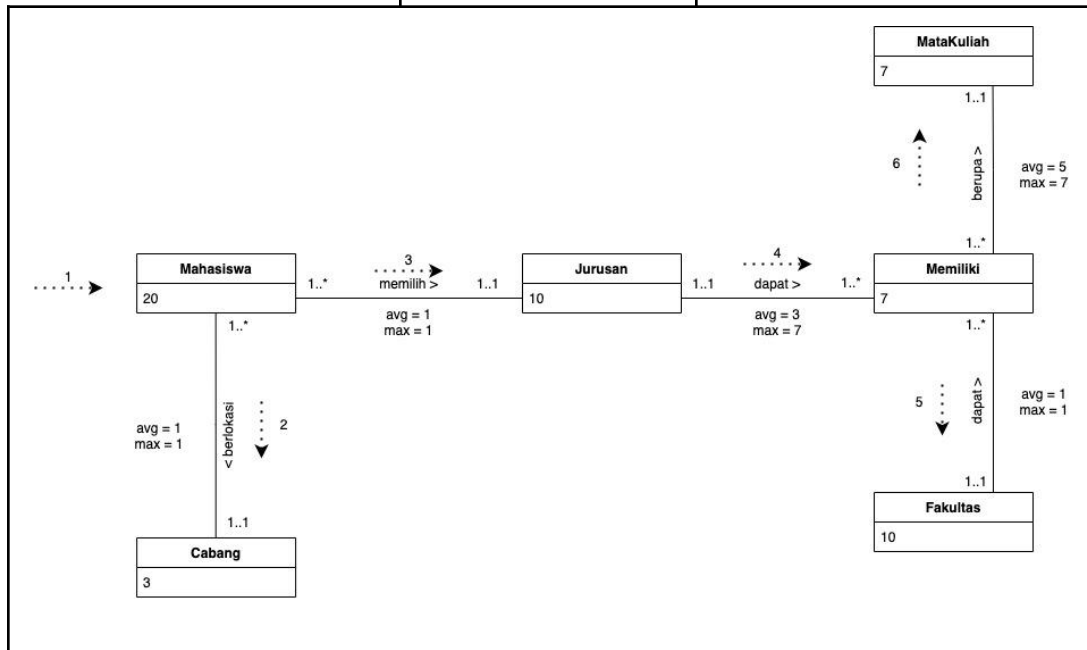 MataKuliah
7
1..1
6
berupa >
avg = 5
max = 7
1..*
1
Mahasiswa
20
1..*
3
memilih >
1..1
avg = 1
max = 1
Jurusan
10
1..1
4
dapat >
1..*
avg = 3
max = 7
Memiliki
7
1..*
1..*
avg = 1
max = 1
< berlokasi
2
1..1
Cabang
3
5
dapat >
avg = 1
max = 1
1..1
Fakultas
10